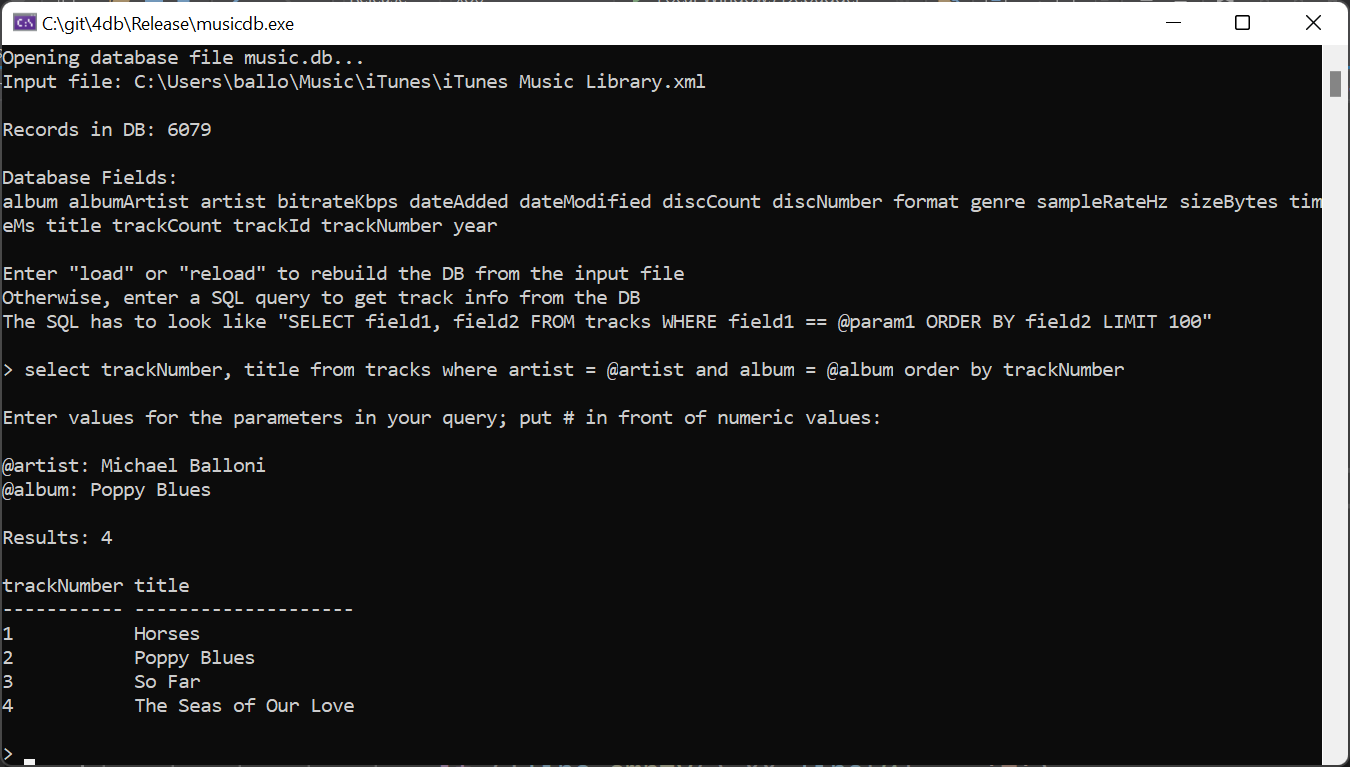 C:\git\4db\Release\musicdb.exe
Opening database file music.db...
Input file: C:\Users\ballo\Music\iTunes\iTunes Music Library.xml
Records in DB: 6079
Database Fields:
album albumArtist artist bitrateKbps dateAdded dateModified discCount discNumber format genre sampleRateHz sizeBytes tim
eMs title trackCount trackId trackNumber year
Enter "load" or "reload" to rebuild the DB from the input file
Otherwise, enter a SQL query to get track info from the DB
The SQL has to look like "SELECT field1, field2 FROM tracks WHERE field1 == @param1 ORDER BY field2 LIMIT 100"
> select trackNumber, title from tracks where artist = @artist and album = @album order by trackNumber
Enter values for the parameters in your query; put # in front of numeric values:
@artist: Michael Balloni
@album: Poppy Blues
Results: 4
trackNumber title
----------- --------------------
1 Horses
2 Poppy Blues
3 So Far
4 The Seas of Our Love
>